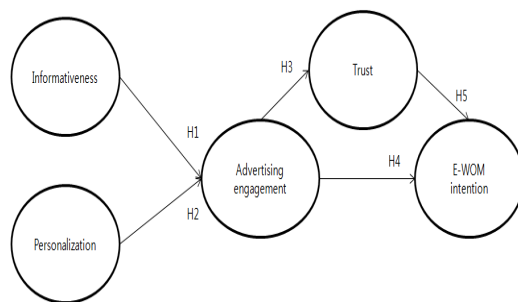 Informativeness
H1
Personalization
H2
Advertising
engagement
H3
Trust
H4
H5
E-WOM
intention